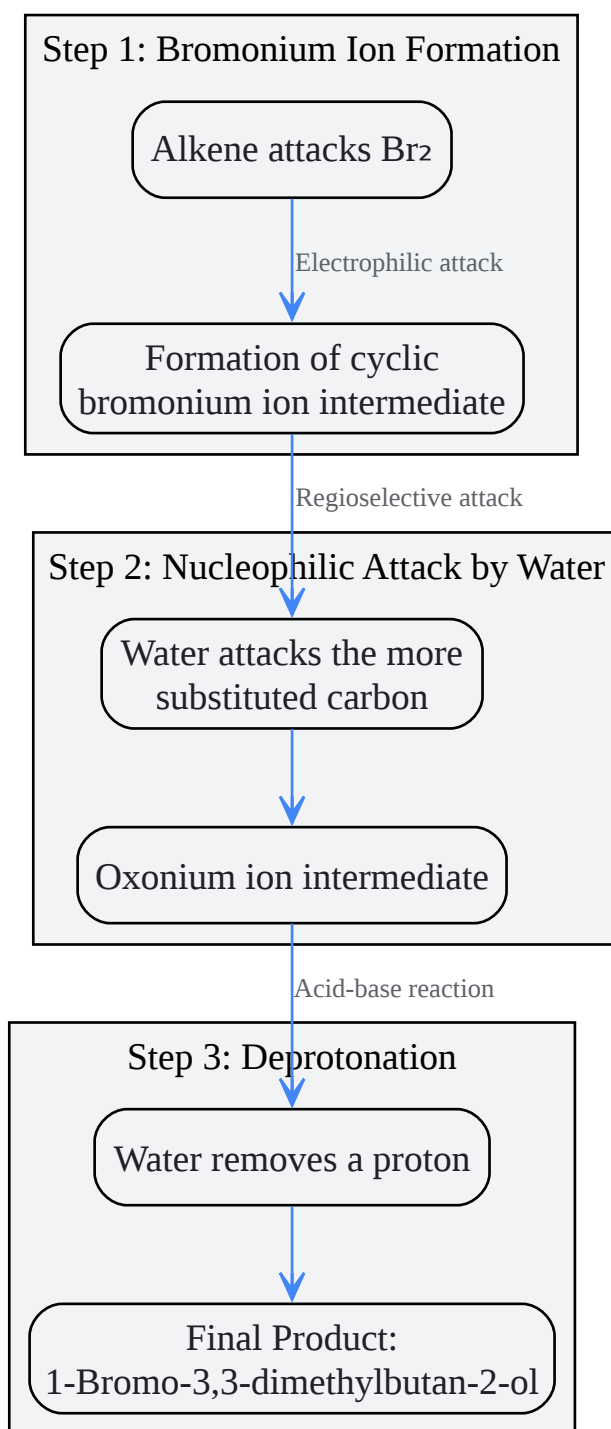 Step 1: Bromonium Ion Formation
Alkene attacks Br₂
Electrophilic attack
Formation of cyclic
bromonium ion intermediate
Regioselective attack
Step 2: Nucleophilic Attack by Water
Water attacks the more
substituted carbon
Oxonium ion intermediate
Acid-base reaction
Step 3: Deprotonation
Water removes a proton
Final Product:
1-Bromo-3,3-dimethylbutan-2-ol